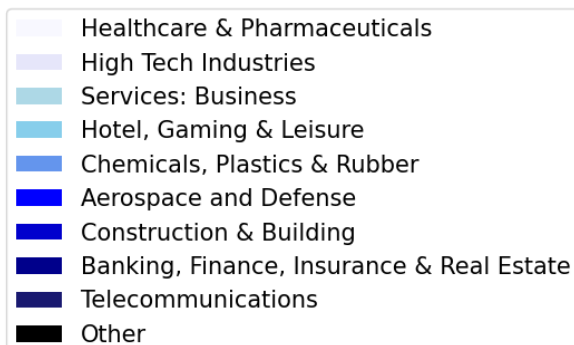 Healthcare & Pharmaceuticals
High Tech Industries
Services: Business
Hotel, Gaming & Leisure
Chemicals, Plastics & Rubber
Aerospace and Defense
Construction & Building
Banking, Finance, Insurance & Real Estate
Telecommunications
Other